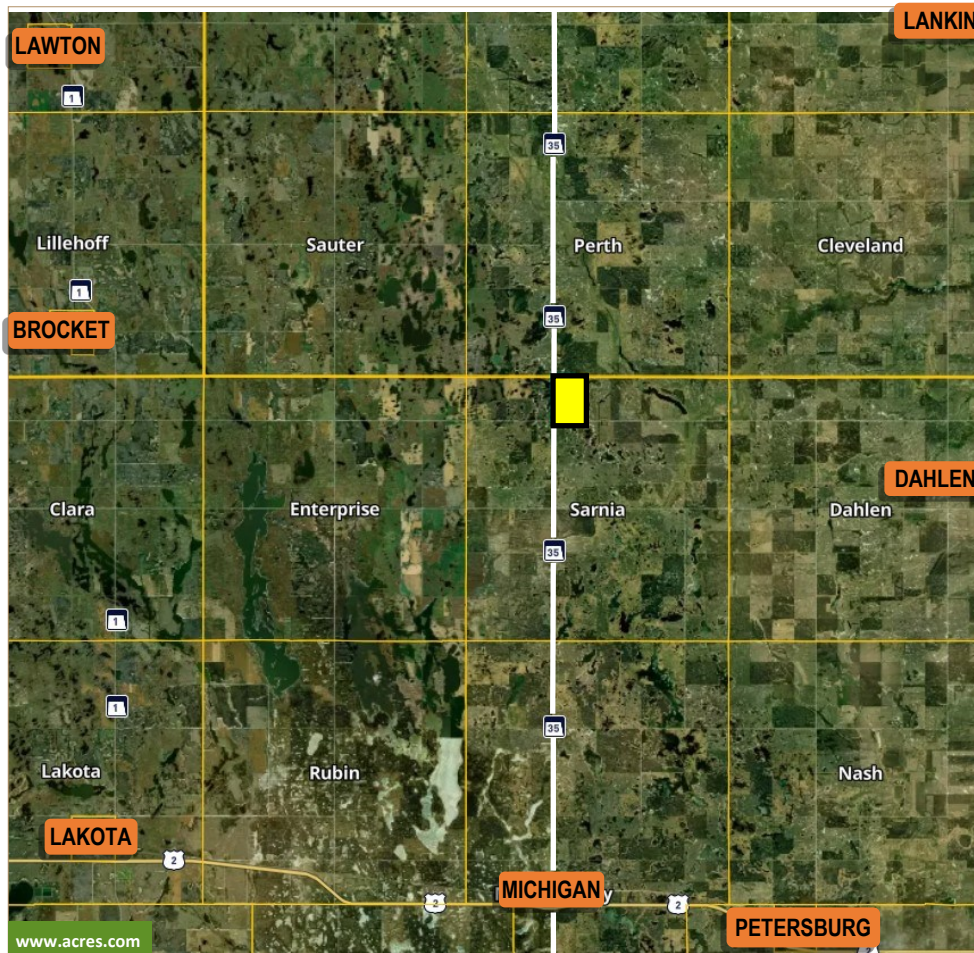 LAWTON
LANKIN
1
35
Lillehoff
Sauter
Perth
Cleveland
1
35
BROCKET
DAHLEN
Clara
Enterprise
Sarnia
Dahlen
35
1
1
35
Lakota
Rubin
Nash
LAKOTA
2
MICHIGAN
y
2
2
PETERSBURG
www.acres.com